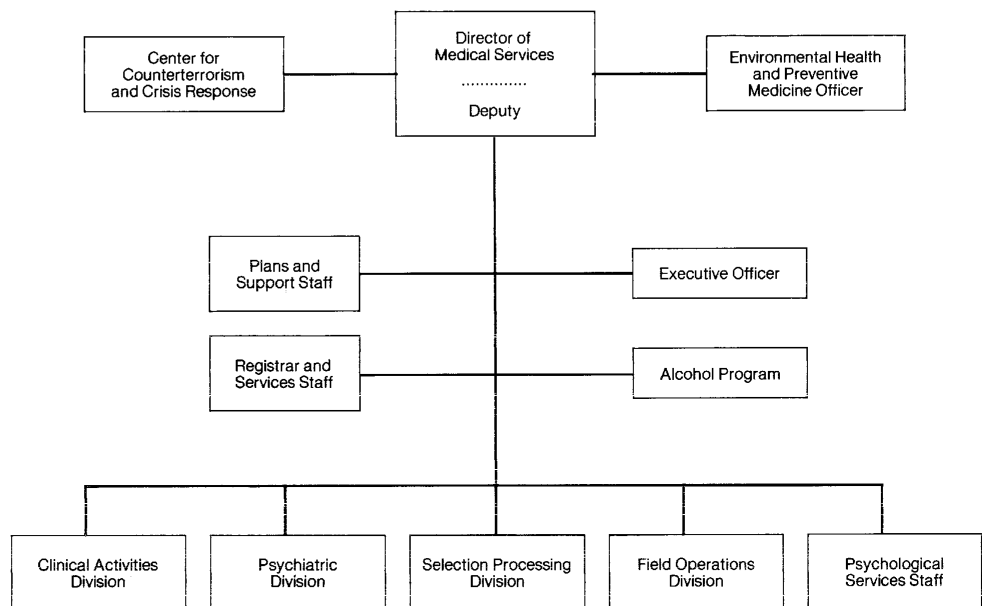 Center for
Counterterrorism
and Crisis Response
Director of
Medical Services
..............
Deputy
Environmental Health
and Preventive
Medicine Officer
Plans and
Support Staff
Executive Officer
Registrar and
Services Staff
Alcohol Program
Clinical Activities
Division
Psychiatric
Division
Selection Processing
Division
Field Operations
Division
Psychological
Services Staff